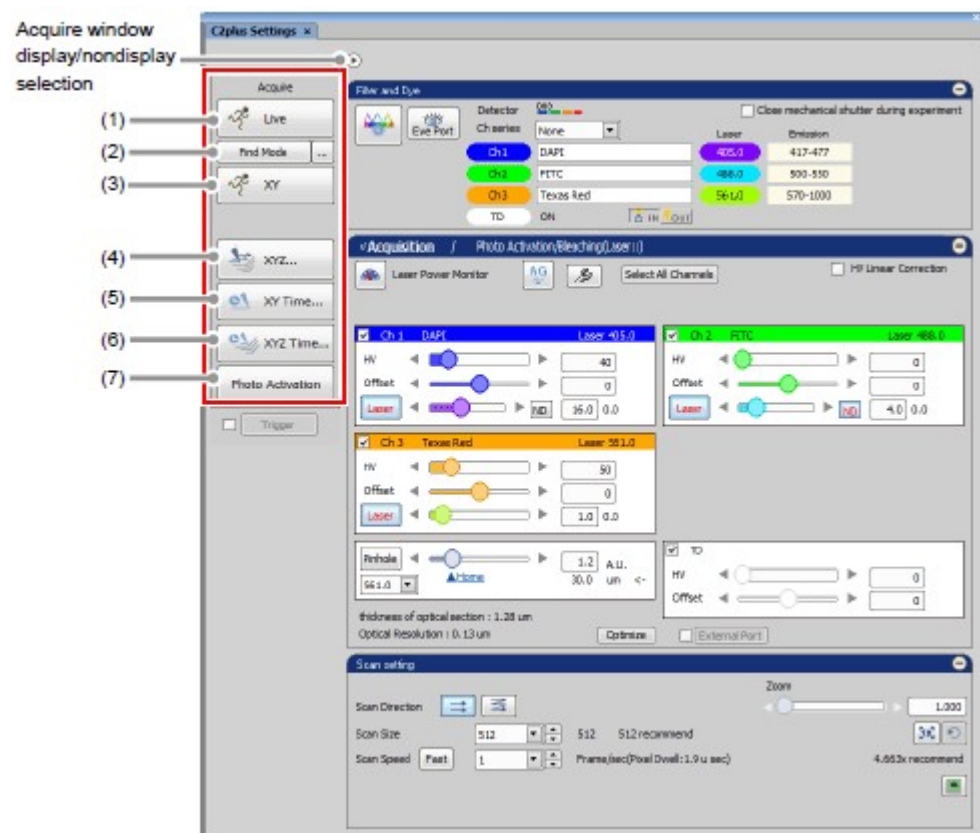 Acquire window
display/nondisplay
selection
C2plus Settings ×
Acquire
(1) Live
(2) Find Mode ...
(3) XY
(4) XYZ...
(5) XY Time...
(6) XYZ Time...
(7) Photo Activation
Trigger
Filter and Dye
Detector
Close mechanical shutter during experiment
Eye Port
Ch series None
Laser Emission
Ch1 DAPI 405.0 417-477
Ch2 FITC 488.0 500-550
Ch3 Texas Red 561.0 570-1000
TD ON IN OUT
Acquisition / Photo Activation/Bleaching(Laser☐)
Laser Power Monitor AG Select All Channels HV Linear Correction
Ch 1 DAPI Laser 405.0
HV 40
Offset 0
Laser ND 16.0 0.0
Ch 2 FITC Laser 488.0
HV 0
Offset 0
Laser ND 4.0 0.0
Ch 3 Texas Red Laser 561.0
HV 50
Offset 0
Laser 1.0 0.0
Pinhole 1.2 A.U.
561.0 ▲Home 30.0 um <-
TD
HV 0
Offset 0
thickness of optical section : 1.28 um
Optical Resolution : 0.13 um Optimize
External Port
Scan setting
Zoom
Scan Direction 1.000
Scan Size 512 512 512 recommend
Scan Speed Fast 1 Frame/sec(Pixel Dwell:1.9 u sec) 4.663x recommend